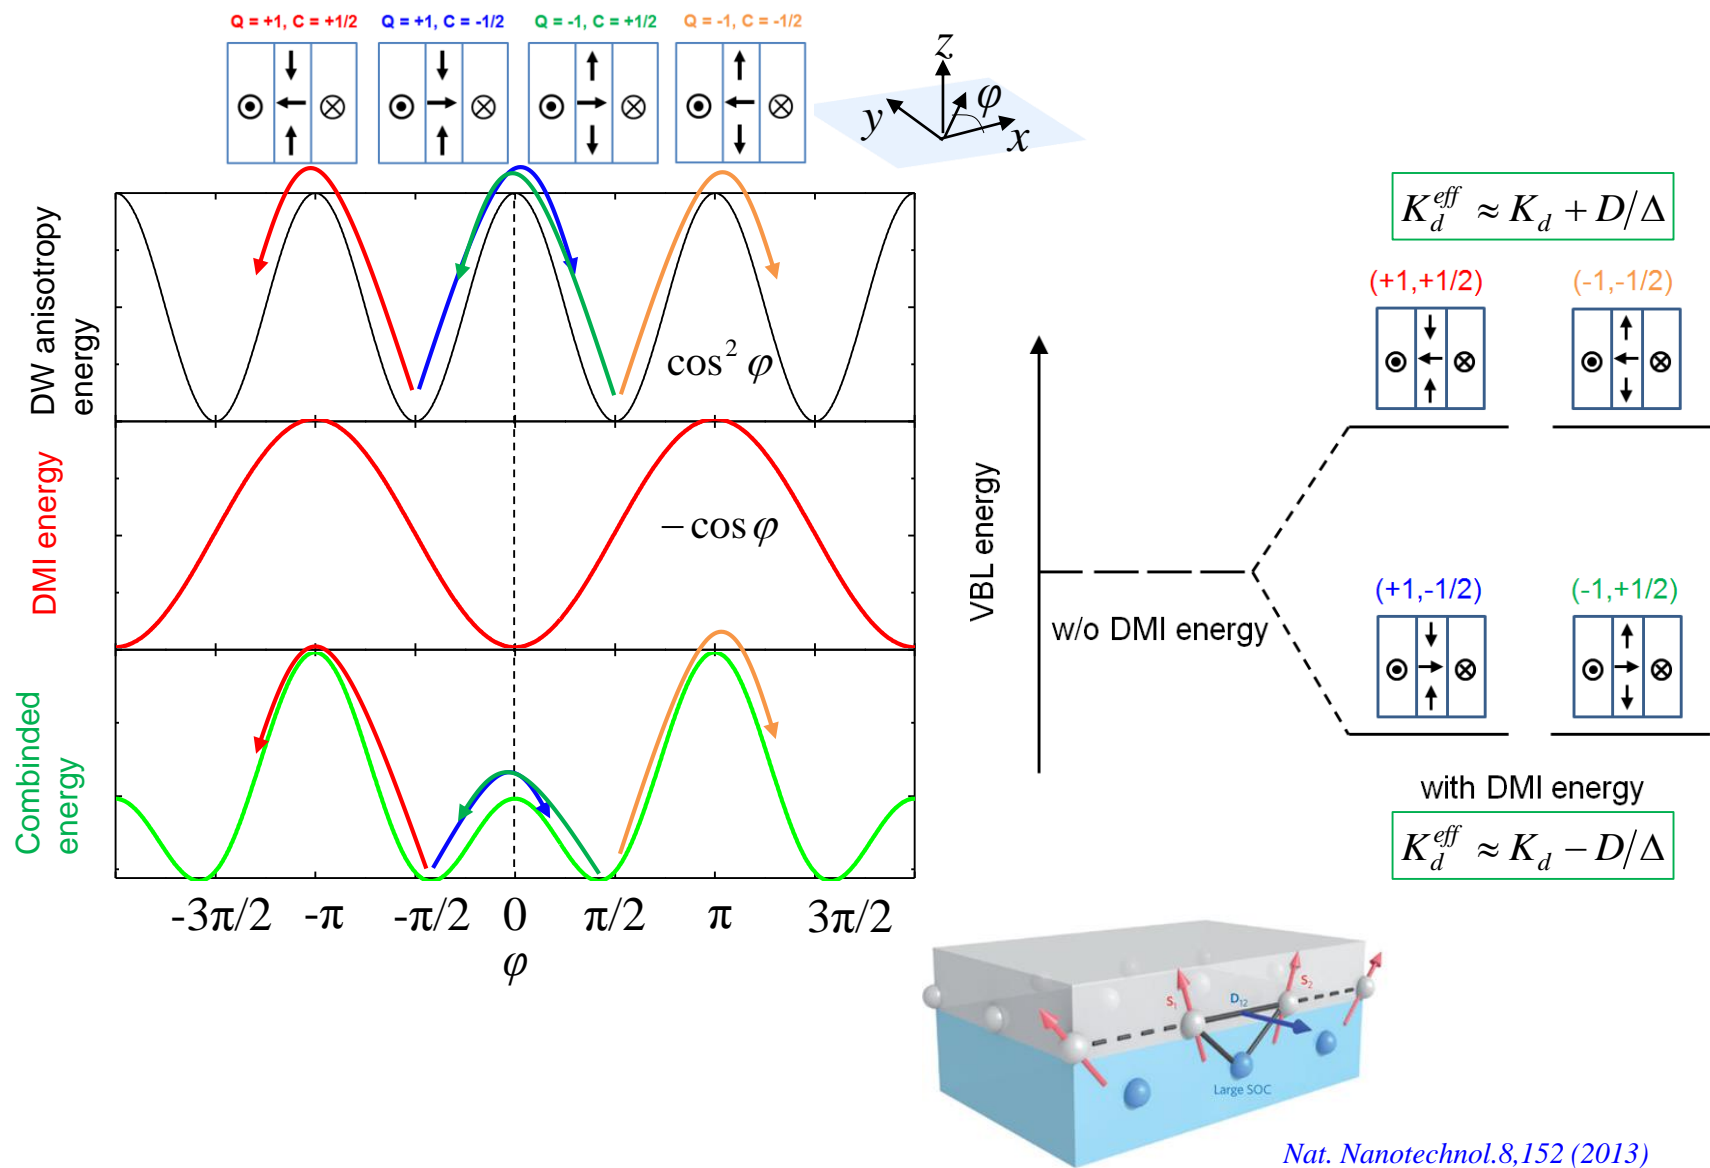 Q = +1, C = +1/2
Q = +1, C = -1/2
Q = -1, C = +1/2
Q = -1, C = -1/2
z
φ
y
x
DW anisotropy
energy
cos² φ
DMI energy
− cos φ
Combinded
energy
-3π/2 -π -π/2 0 π/2 π 3π/2
φ
K_d^eff ≈ K_d + D/Δ
(+1,+1/2)
(-1,-1/2)
VBL energy
w/o DMI energy
(+1,-1/2)
(-1,+1/2)
with DMI energy
K_d^eff ≈ K_d − D/Δ
S₁
D₁₂
S₂
Large SOC
Nat. Nanotechnol.8,152 (2013)